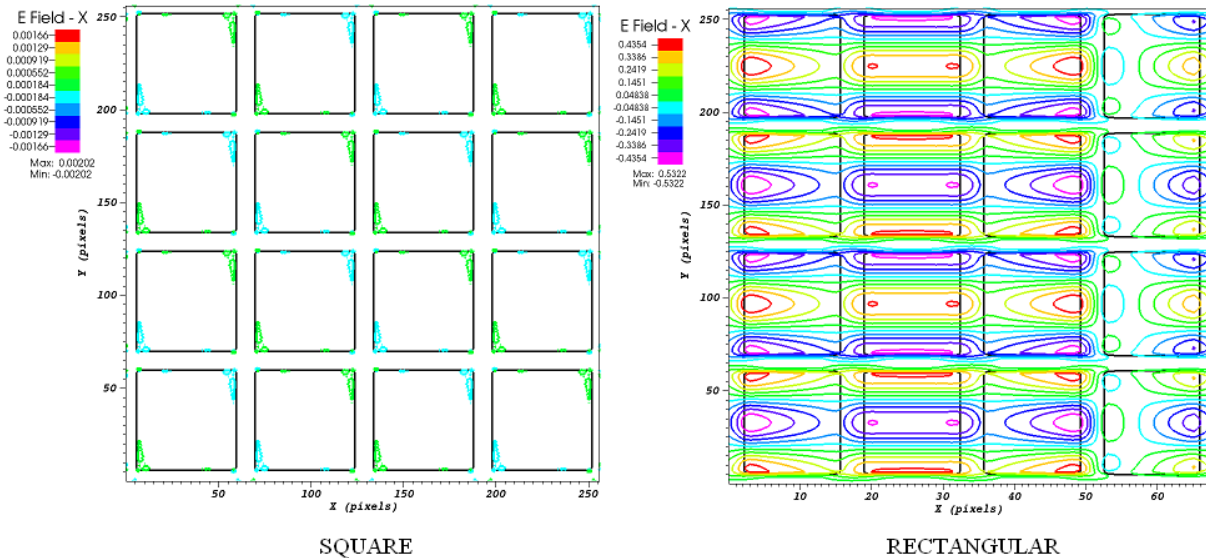 E Field - X
0.00166
0.00129
0.000919
0.000552
0.000184
-0.000184
-0.000552
-0.000919
-0.00129
-0.00166
Max: 0.00202
Min: -0.00202
250
200
150
100
50
Y (pixels)
50 100 150 200 250
X (pixels)
SQUARE
E Field - X
0.4354
0.3386
0.2419
0.1451
0.04838
-0.04838
-0.1451
-0.2419
-0.3386
-0.4354
Max: 0.5322
Min: -0.5322
250
200
150
100
50
Y (pixels)
10 20 30 40 50 60
X (pixels)
RECTANGULAR